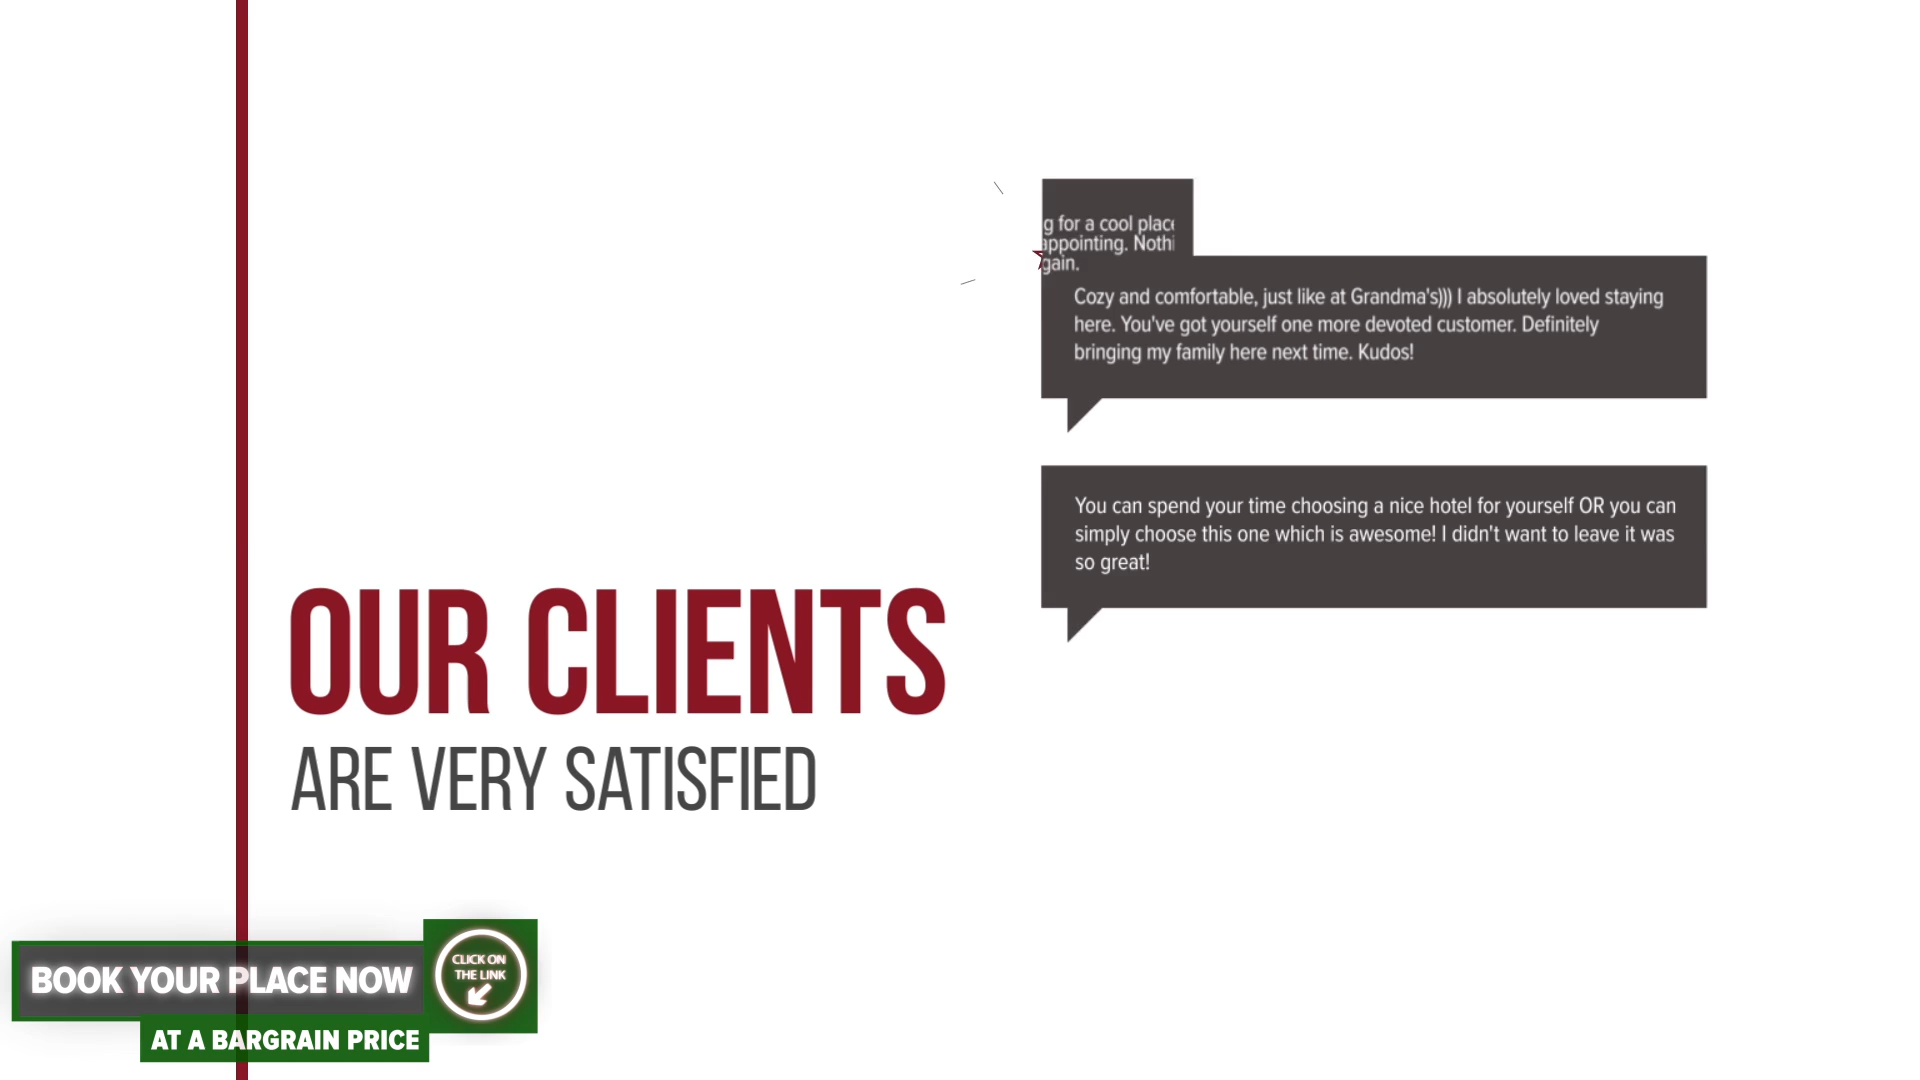 g for a cool place
appointing. Nothi
gain.
Cozy and comfortable, just like at Grandma's))) I absolutely loved staying
here. You've got yourself one more devoted customer. Definitely
bringing my family here next time. Kudos!
You can spend your time choosing a nice hotel for yourself OR you can
simply choose this one which is awesome! I didn't want to leave it was
so great!
OUR CLIENTS
ARE VERY SATISFIED
BOOK YOUR PLACE NOW
CLICK ON
THE LINK
AT A BARGRAIN PRICE